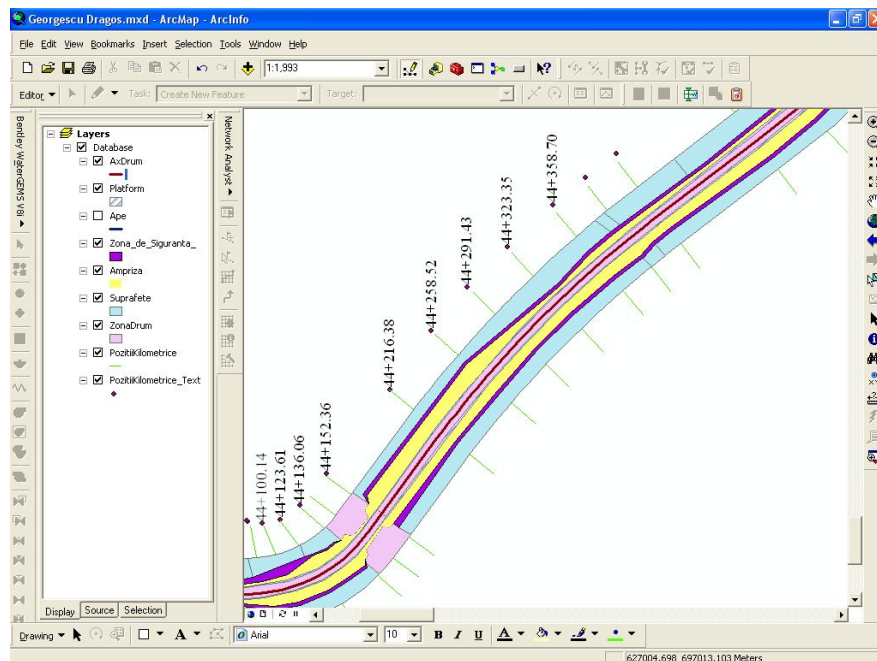 Georgescu Dragos.mxd - ArcMap - ArcInfo
File Edit View Bookmarks Insert Selection Tools Window Help
1:1,993
Editor Task: Create New Feature Target:
Bentley WaterGEMS V8i
Layers
Database
AxDrum
Platform
Ape
Zona_de_Siguranta_
Ampriza
Suprafete
ZonaDrum
PozitiiKilometrice
PozitiiKilometrice_Text
Network Analyst
44+100.14
44+123.61
44+136.06
44+152.36
44+216.38
44+258.52
44+291.43
44+323.35
44+358.70
Display Source Selection
Drawing A Arial 10 B I U A
627004.698 697013.103 Meters